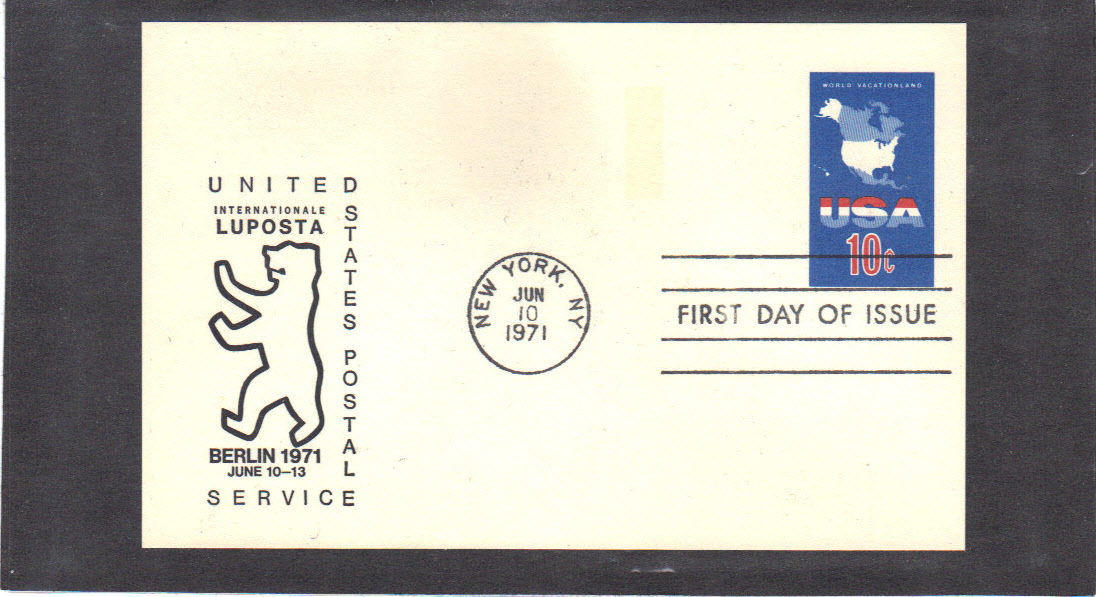 UNITED
STATES POSTAL
SERVICE
INTERNATIONALE
LUPOSTA
BERLIN 1971
JUNE 10–13
NEW YORK, NY
JUN
10
1971
WORLD VACATIONLAND
USA
10c
FIRST DAY OF ISSUE